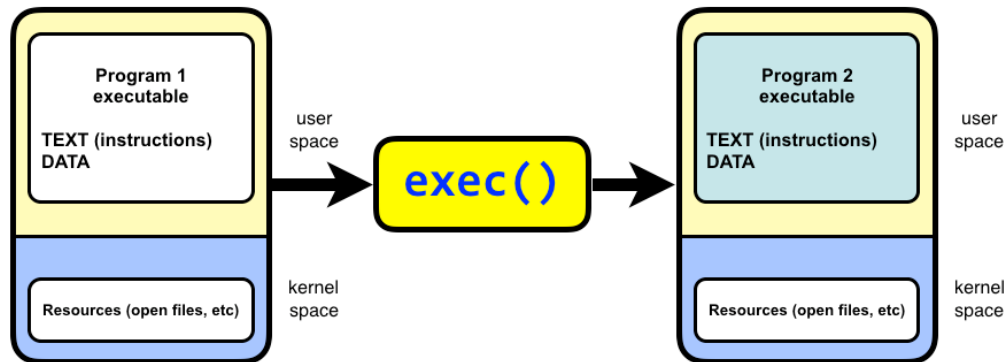 Program 1
executable
TEXT (instructions)
DATA
user
space
Resources (open files, etc)
kernel
space
exec()
Program 2
executable
TEXT (instructions)
DATA
user
space
Resources (open files, etc)
kernel
space